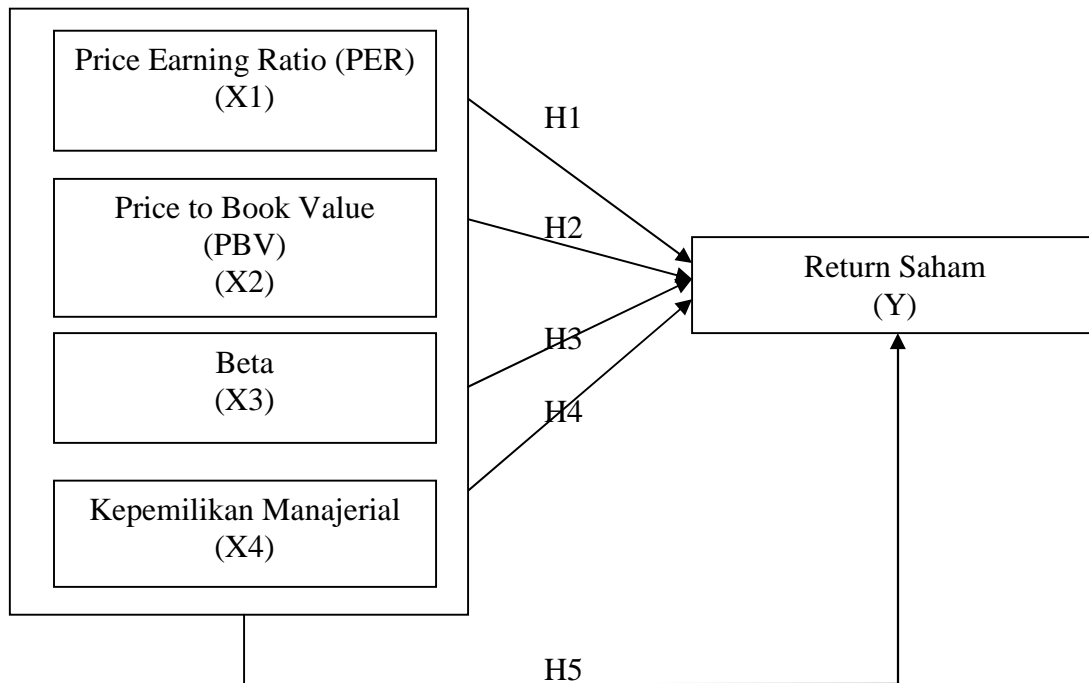 Price Earning Ratio (PER)
(X1)
H1
Price to Book Value
(PBV)
(X2)
H2
Return Saham
(Y)
Beta
(X3)
H3
H4
Kepemilikan Manajerial
(X4)
H5